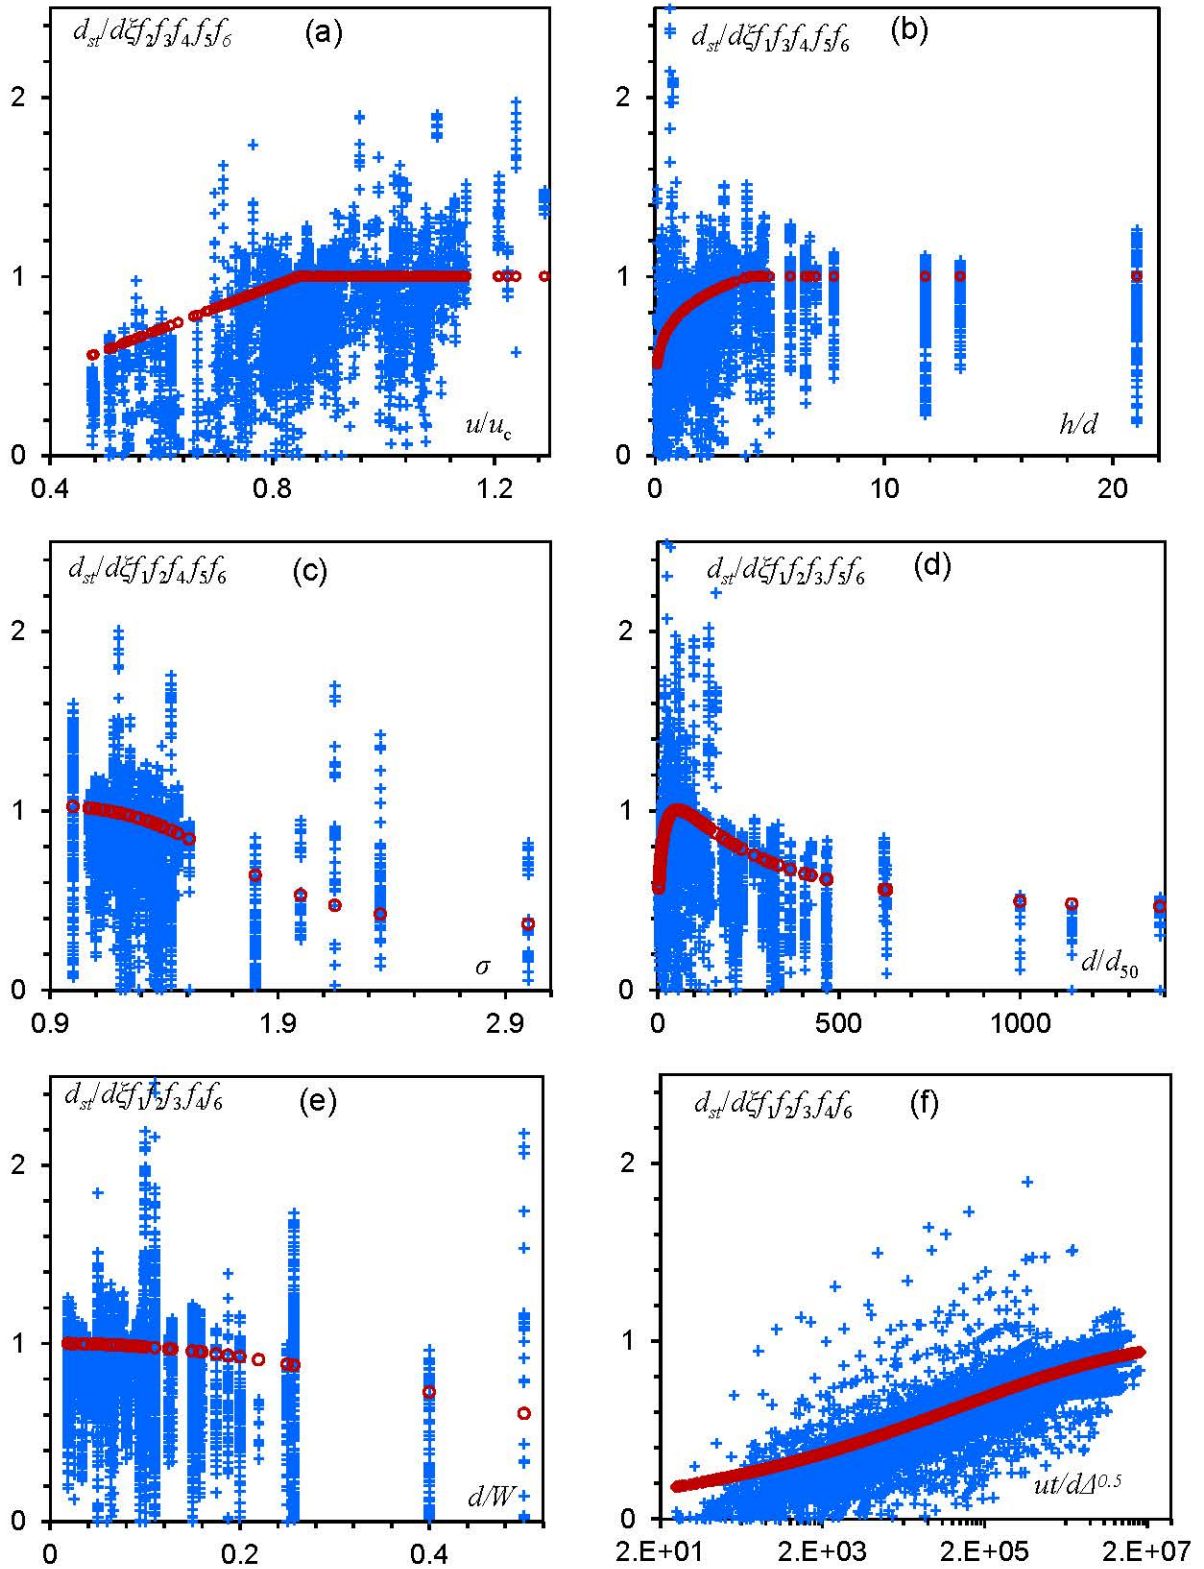 d_st/dξf2f3f4f5f6 (a)
2
1
0
0.4 0.8 1.2
u/u_c
d_st/dξf1f3f4f5f6 (b)
2
1
0
0 10 20
h/d
d_st/dξf1f2f4f5f6 (c)
2
1
0
0.9 1.9 2.9
σ
d_st/dξf1f2f3f5f6 (d)
2
1
0
0 500 1000
d/d50
d_st/dξf1f2f3f4f6 (e)
2
1
0
0 0.2 0.4
d/W
d_st/dξf1f2f3f4f6 (f)
2
1
0
2.E+01 2.E+03 2.E+05 2.E+07
ut/dΔ^0.5